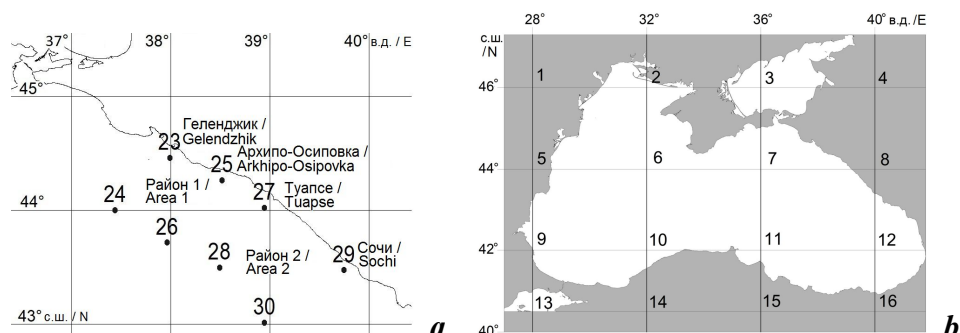 37° 38° 39° 40° в.д. / E
45°
Геленджик /
23 Gelendzhik
Архипо-Осиповка /
25 Arkhipo-Osipovka
Район 1 /
Area 1
24
27 Туапсе /
Tuapse
44°
26
28 Район 2 /
Area 2
29 Сочи /
Sochi
30
43° с.ш. / N
a
28° 32° 36° 40° в.д. / E
с.ш.
/ N
1 2 3 4
46°
5 6 7 8
44°
9 10 11 12
42°
13 14 15 16
40°
b